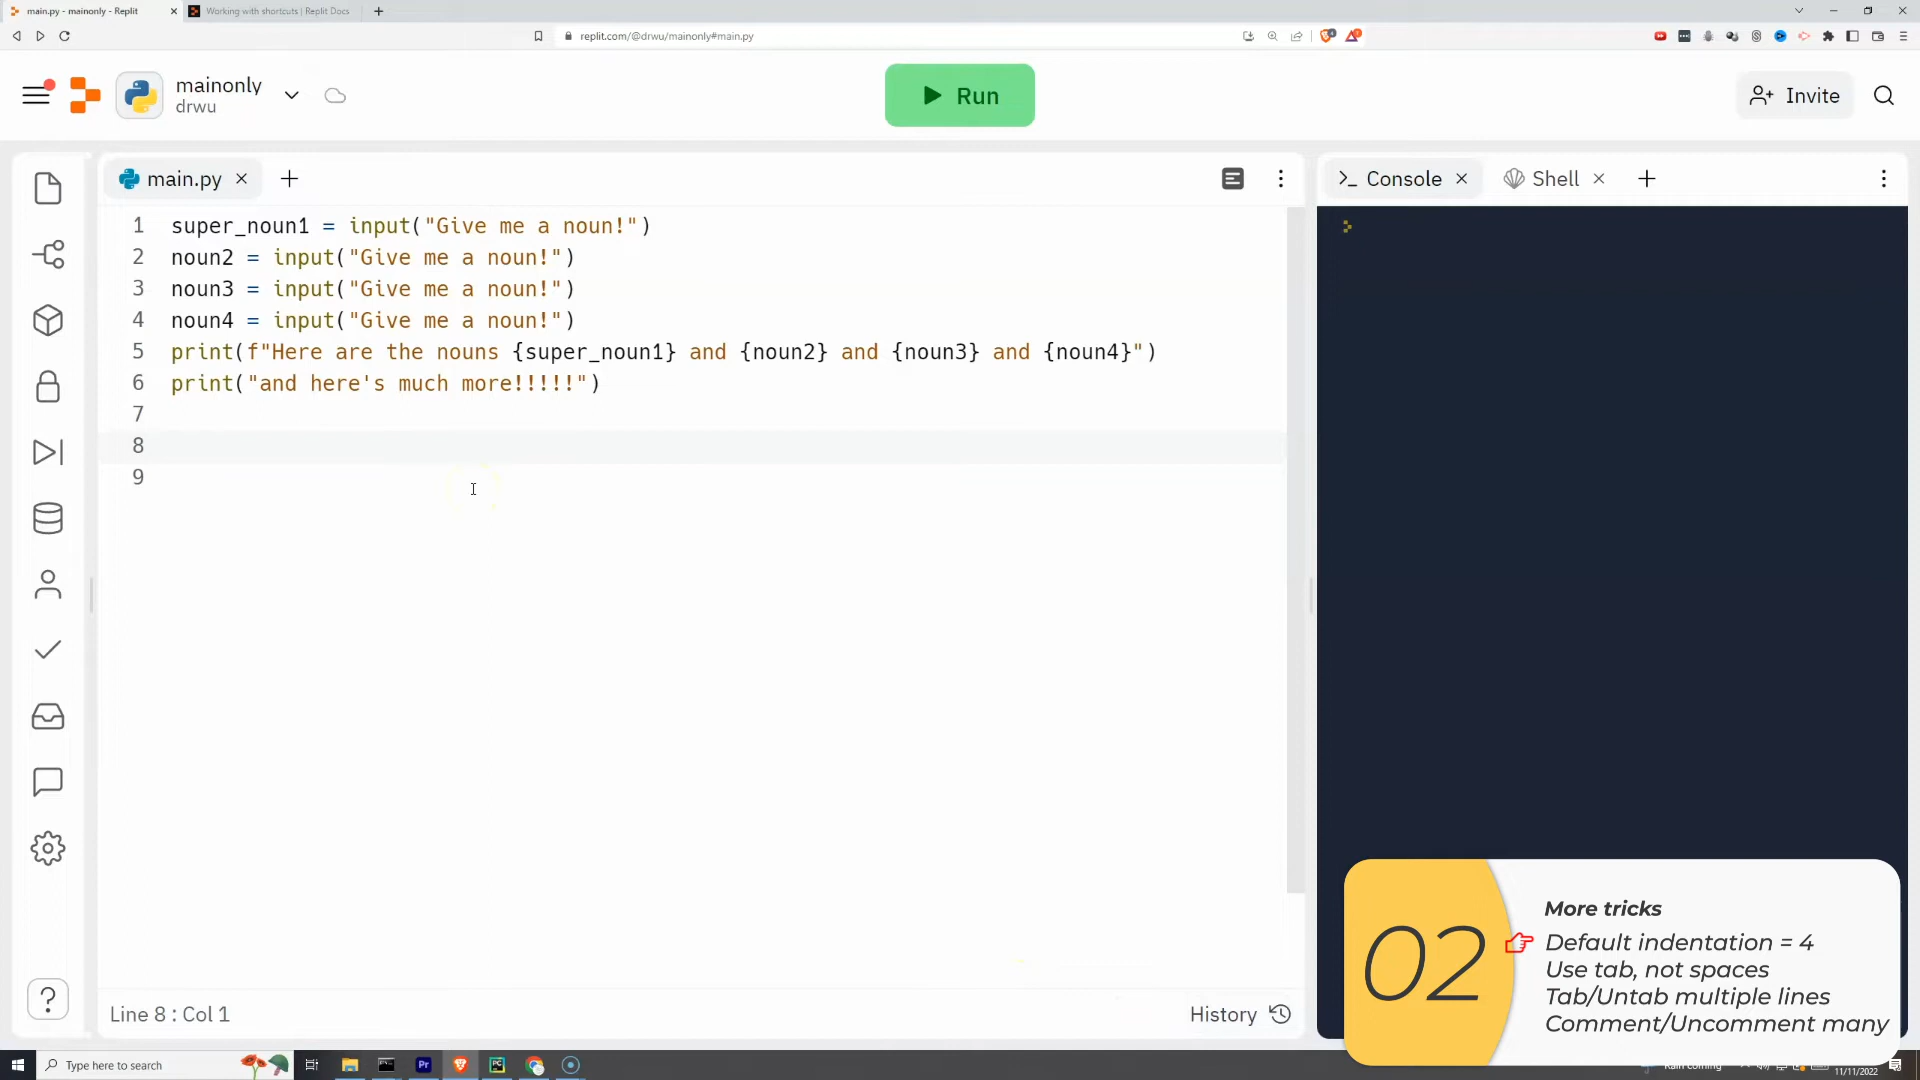 main.py - mainonly - Replit
Working with shortcuts | Replit Docs
replit.com/@drwu/mainonly#main.py
mainonly
drwu
Run
Invite
main.py
Console
Shell
1 super_noun1 = input("Give me a noun!")
2 noun2 = input("Give me a noun!")
3 noun3 = input("Give me a noun!")
4 noun4 = input("Give me a noun!")
5 print(f"Here are the nouns {super_noun1} and {noun2} and {noun3} and {noun4}")
6 print("and here's much more!!!!!")
7
8
9
02
More tricks
Default indentation = 4
Use tab, not spaces
Tab/Untab multiple lines
Comment/Uncomment many
?
Line 8 : Col 1
History
Type here to search
Pr
PC
Rain coming
11/11/2022